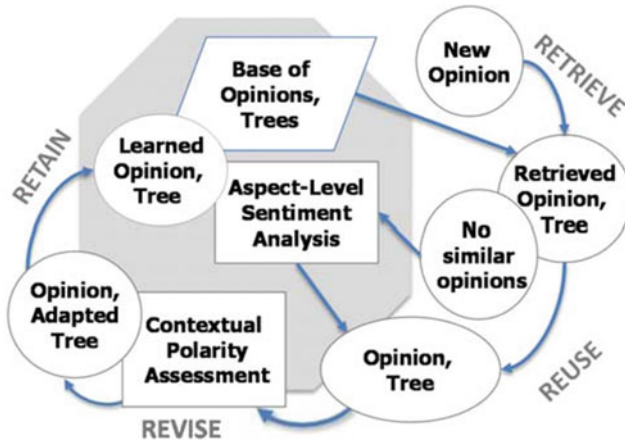 New
Opinion
RETRIEVE
Base of
Opinions,
Trees
Learned
Opinion,
Tree
RETAIN
Aspect-Level
Sentiment
Analysis
Retrieved
Opinion,
Tree
No
similar
opinions
Opinion,
Adapted
Tree
Contextual
Polarity
Assessment
Opinion,
Tree
REUSE
REVISE